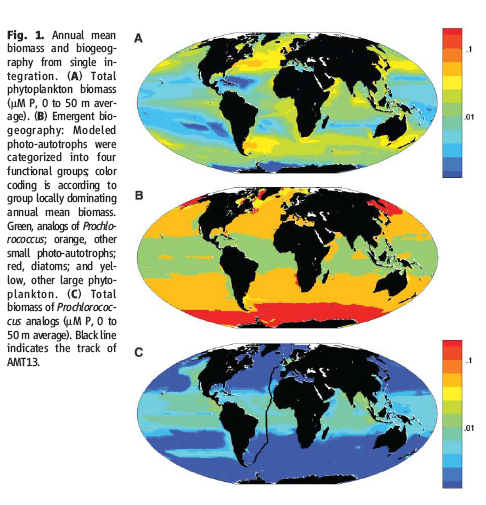 Fig. 1. Annual mean
biomass and biogeog-
raphy from single in-
tegration. (A) Total
phytoplankton biomass
(μM P, 0 to 50 m aver-
age). (B) Emergent bio-
geography: Modeled
photo-autotrophs were
categorized into four
functional groups; color
coding is according to
group locally dominating
annual mean biomass.
Green, analogs of Prochlo-
rococcus; orange, other
small photo-autotrophs;
red, diatoms; and yel-
low, other large phyto-
plankton. (C) Total
biomass of Prochlorococ-
cus analogs (μM P, 0 to
50 m average). Black line
indicates the track of
AMT13.
A
.1
.01
B
C
.1
.01